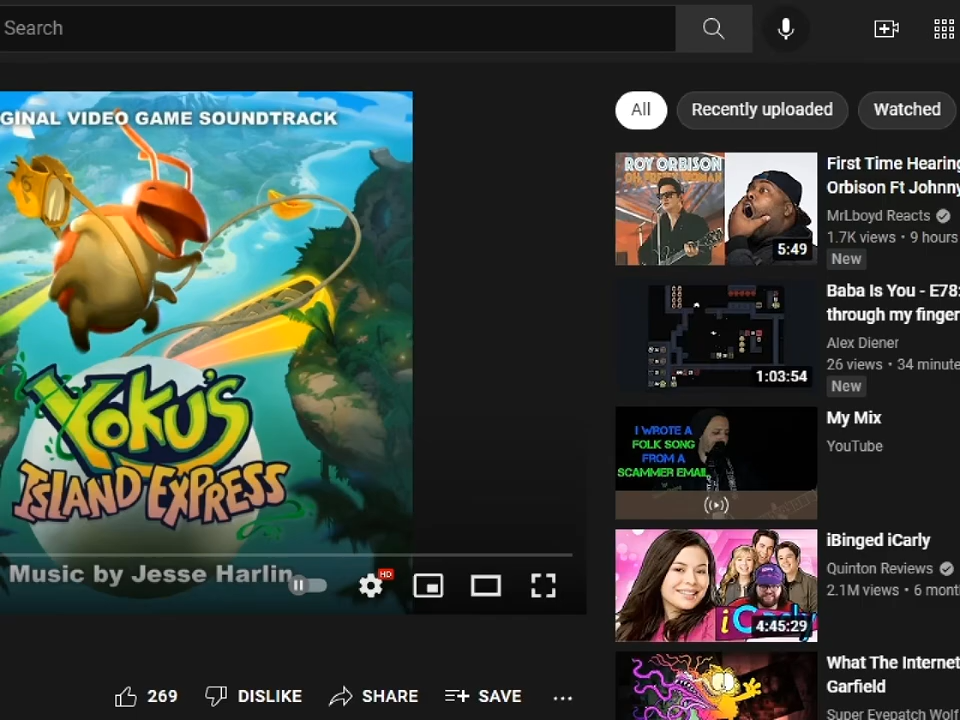 Search
GINAL VIDEO GAME SOUNDTRACK
YOKU'S
ISLAND EXPRESS
Music by Jesse Harlin
HD
269
DISLIKE
SHARE
SAVE
All
Recently uploaded
Watched
ROY ORBISON
OH, PRETTY WOMAN
5:49
First Time Hearing
Orbison Ft Johnny
MrLboyd Reacts
1.7K views • 9 hours
New
1:03:54
Baba Is You - E78:
through my finger
Alex Diener
26 views • 34 minute
New
I WROTE A
FOLK SONG
FROM A
SCAMMER EMAIL
My Mix
YouTube
iCarly
4:45:29
iBinged iCarly
Quinton Reviews
2.1M views • 6 mont
What The Internet
Garfield
Super Eyepatch Wolf